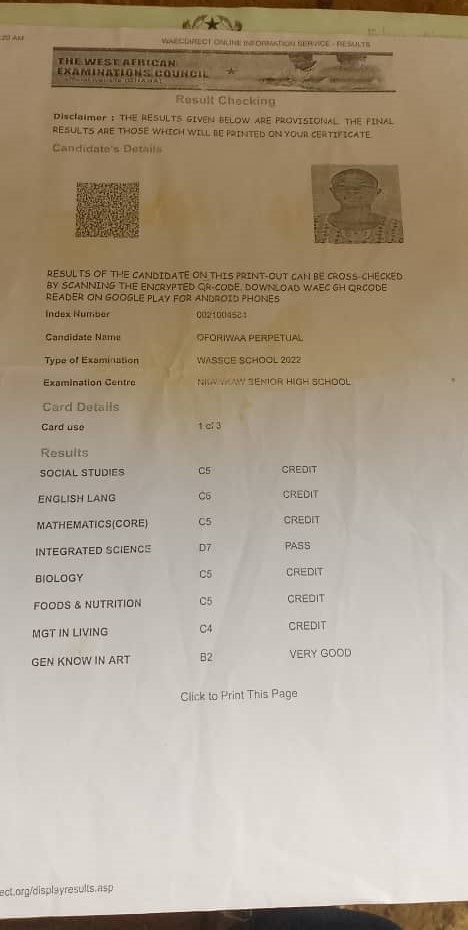 :20 AM
WAECDIRECT ONLINE INFORMATION SERVICE - RESULTS
THE WEST AFRICAN
EXAMINATIONS COUNCIL
Result Checking
Disclaimer : THE RESULTS GIVEN BELOW ARE PROVISIONAL. THE FINAL
RESULTS ARE THOSE WHICH WILL BE PRINTED ON YOUR CERTIFICATE.
Candidate's Details
RESULTS OF THE CANDIDATE ON THIS PRINT-OUT CAN BE CROSS-CHECKED
BY SCANNING THE ENCRYPTED QR-CODE. DOWNLOAD WAEC GH QRCODE
READER ON GOOGLE PLAY FOR ANDROID PHONES
Index Number
Candidate Name OFORIWAA PERPETUAL
Type of Examination WASSCE SCHOOL 2022
Examination Centre SENIOR HIGH SCHOOL
Card Details
Card use 1 of 3
Results
SOCIAL STUDIES C5 CREDIT
ENGLISH LANG C6 CREDIT
MATHEMATICS(CORE) C5 CREDIT
INTEGRATED SCIENCE D7 PASS
BIOLOGY C5 CREDIT
FOODS & NUTRITION C5 CREDIT
MGT IN LIVING C4 CREDIT
GEN KNOW IN ART B2 VERY GOOD
Click to Print This Page
ect.org/displayresults.asp